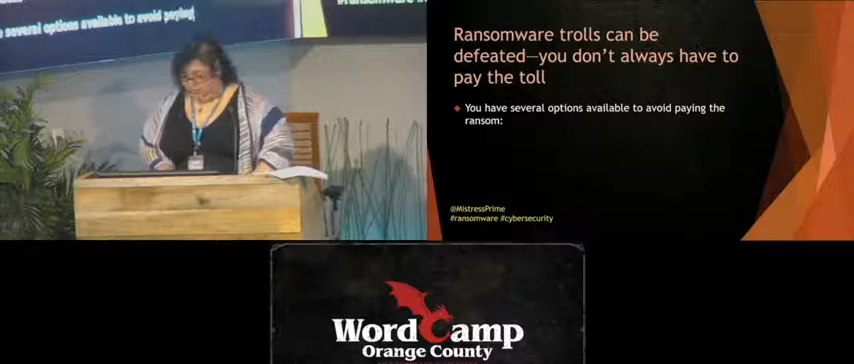 several options available to avoid paying
Ransomware trolls can be
defeated—you don't always have to
pay the toll
You have several options available to avoid paying the
ransom:
@MistressPrime
#ransomware #cybersecurity
WordCamp
Orange County